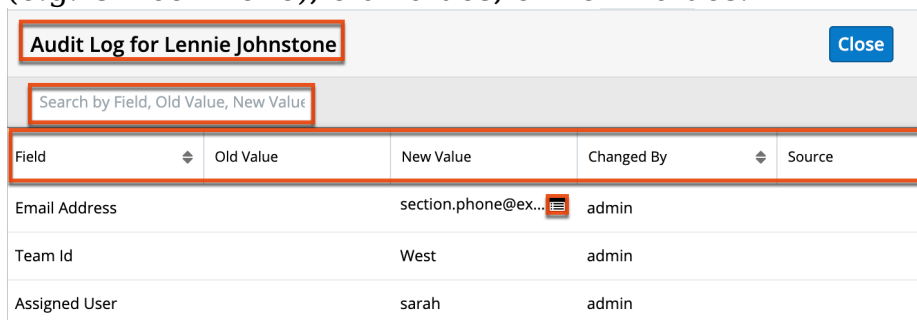 Audit Log for Lennie Johnstone Close
Search by Field, Old Value, New Value
Field Old Value New Value Changed By Source
Email Address section.phone@ex... admin
Team Id West admin
Assigned User sarah admin